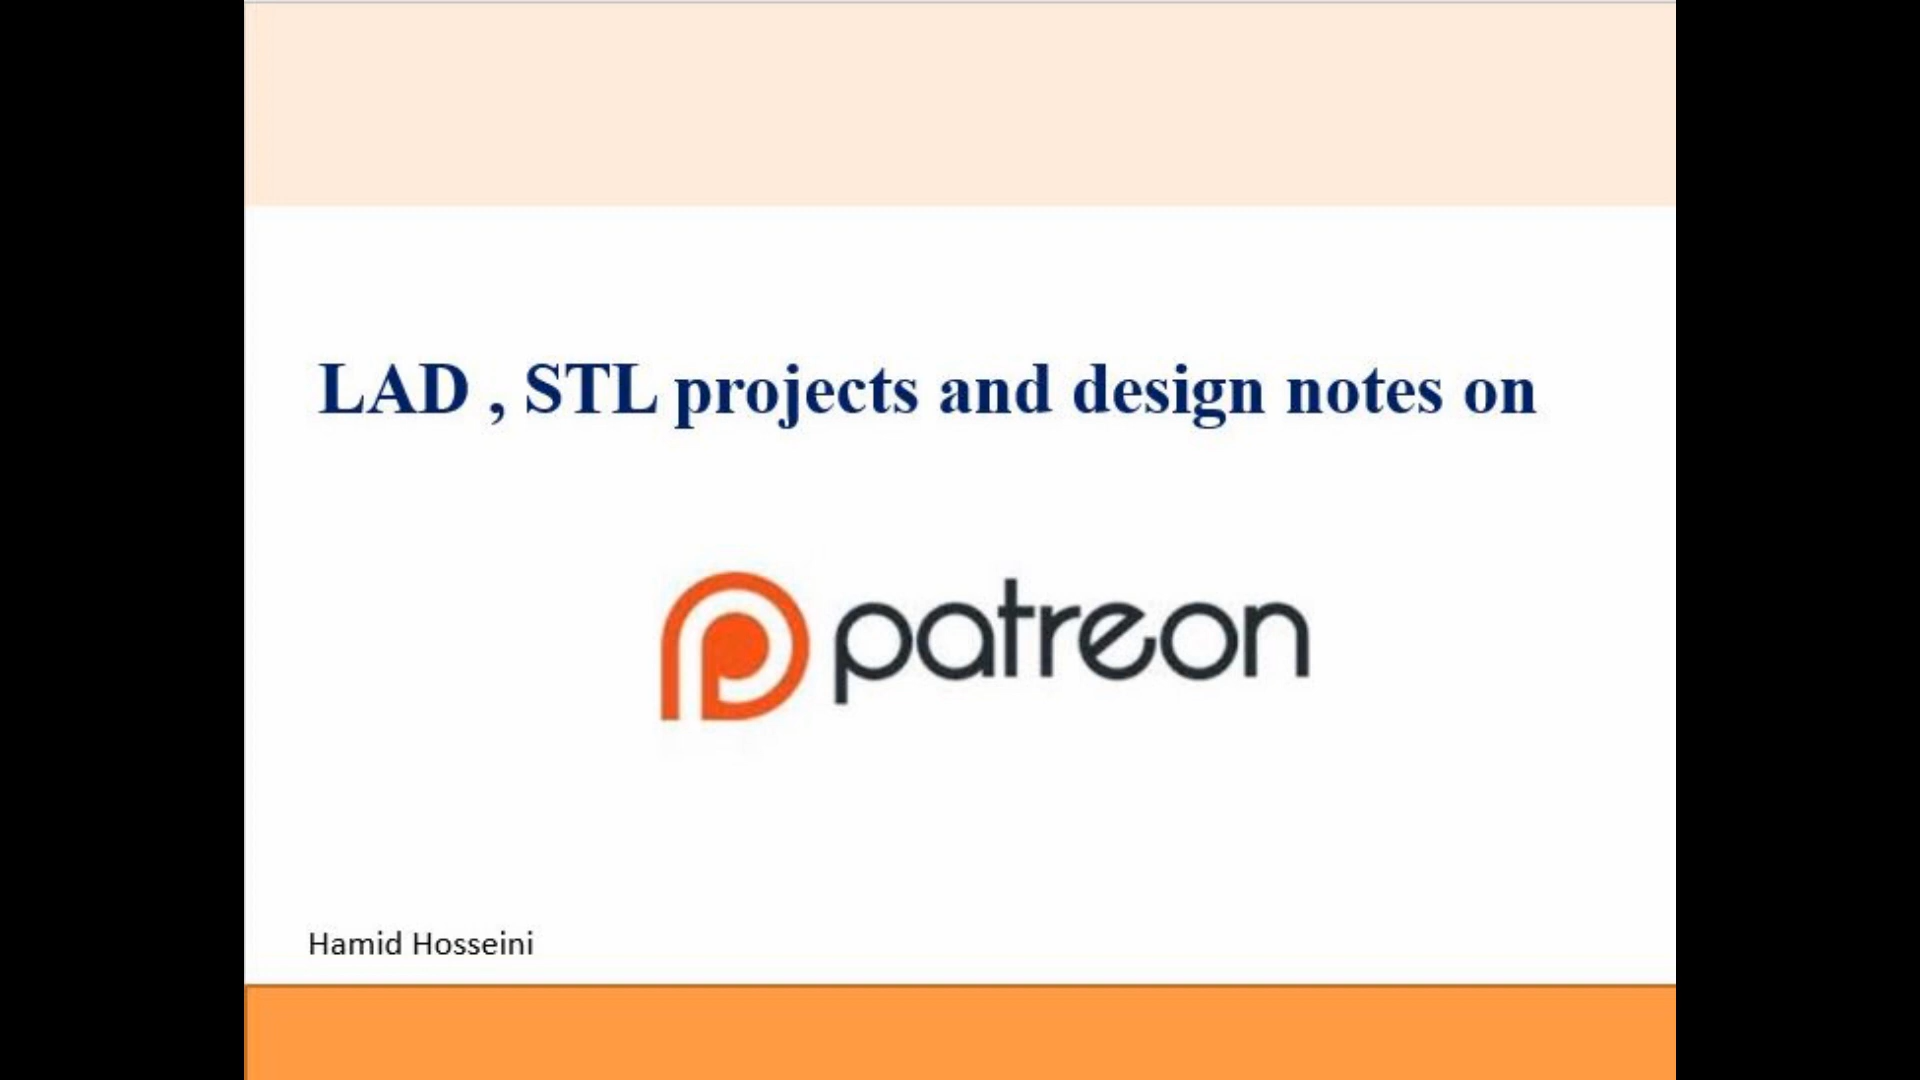 LAD , STL projects and design notes on
patreon
Hamid Hosseini